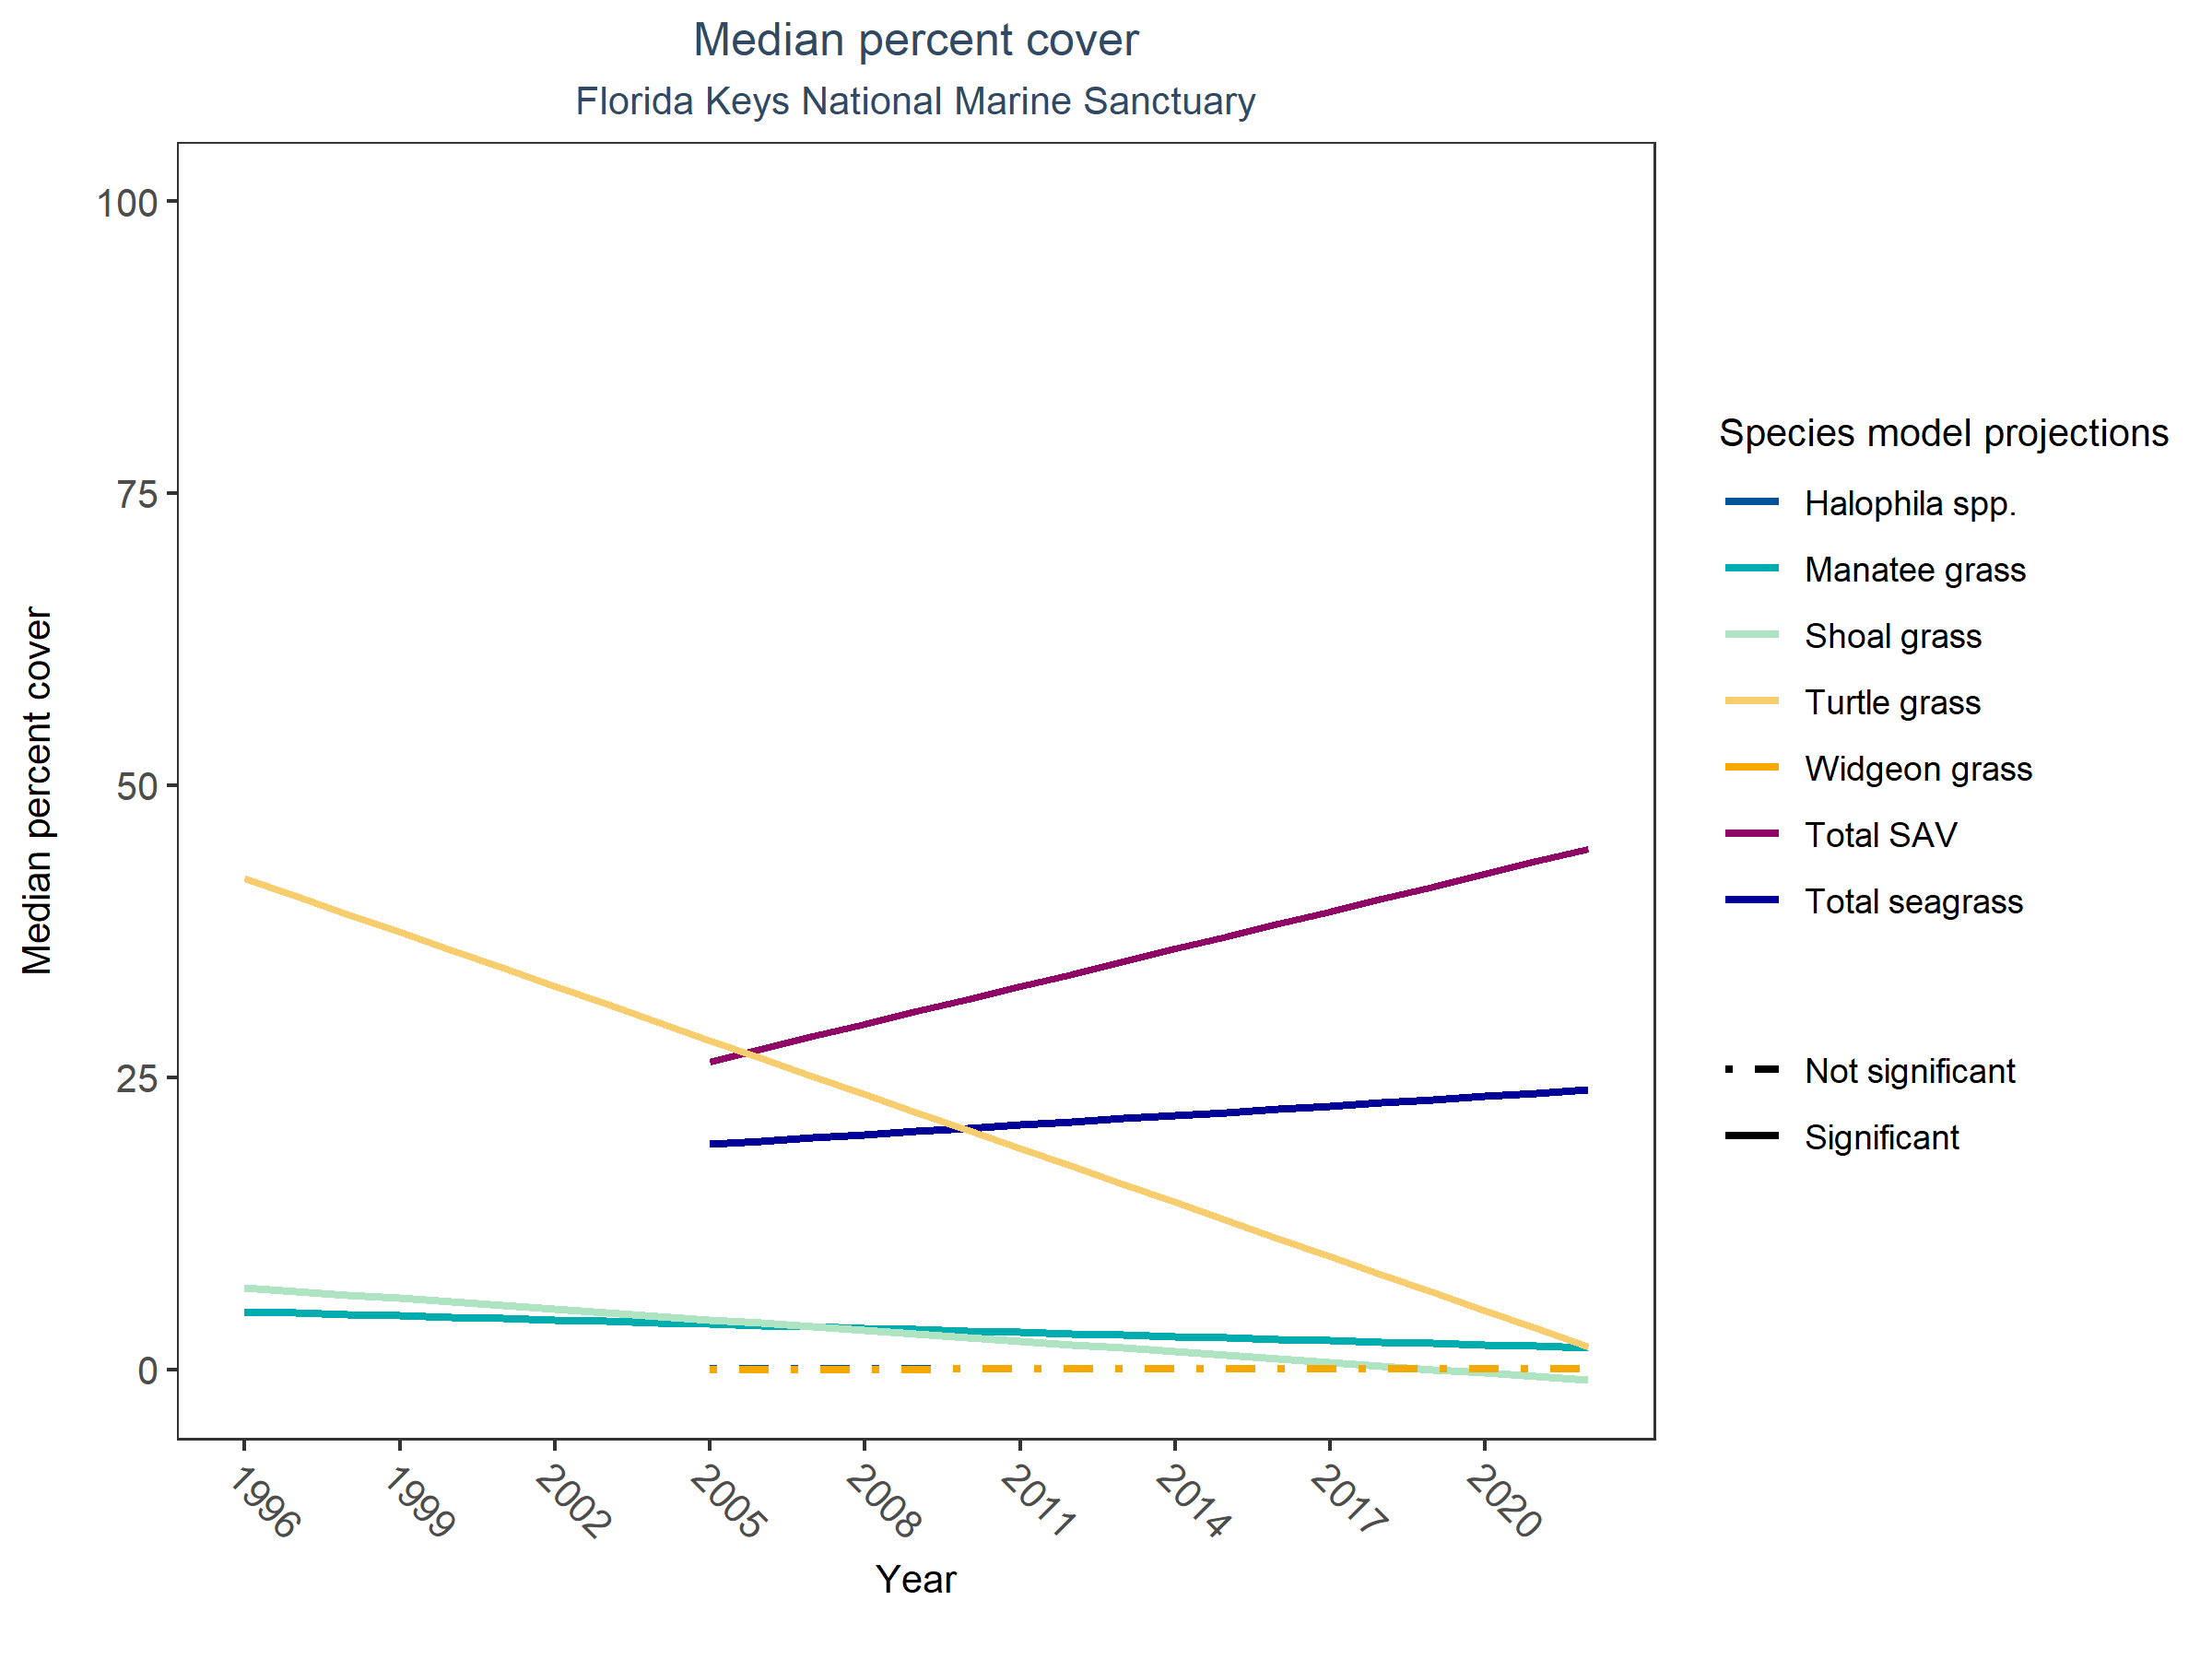 Median percent cover
Florida Keys National Marine Sanctuary
Median percent cover
100
75
50
25
0
1996
1999
2002
2005
2008
2011
2014
2017
2020
Year
Species model projections
Halophila spp.
Manatee grass
Shoal grass
Turtle grass
Widgeon grass
Total SAV
Total seagrass
Not significant
Significant